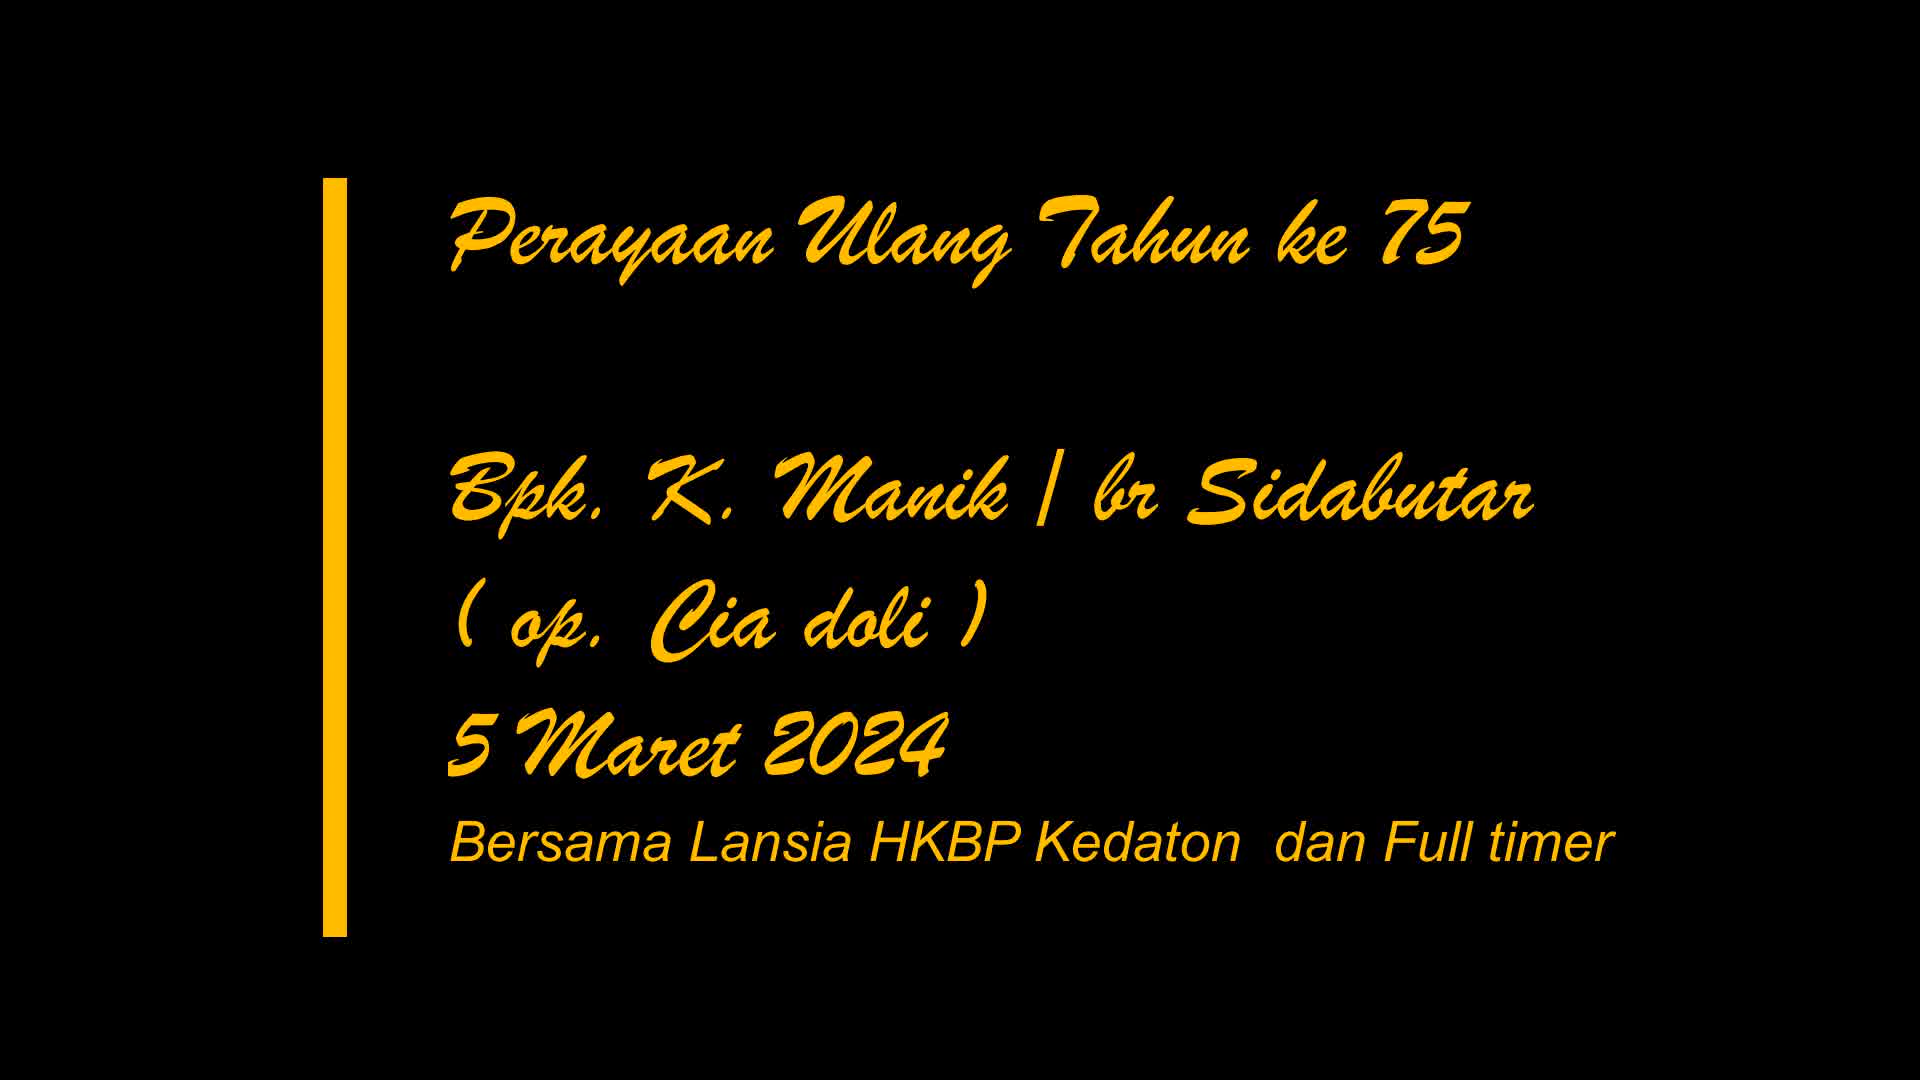 Perayaan Ulang Tahun ke 75
Bpk. K. Manik / br Sidabutar
( op. Cia doli )
5 Maret 2024
Bersama Lansia HKBP Kedaton  dan Full timer